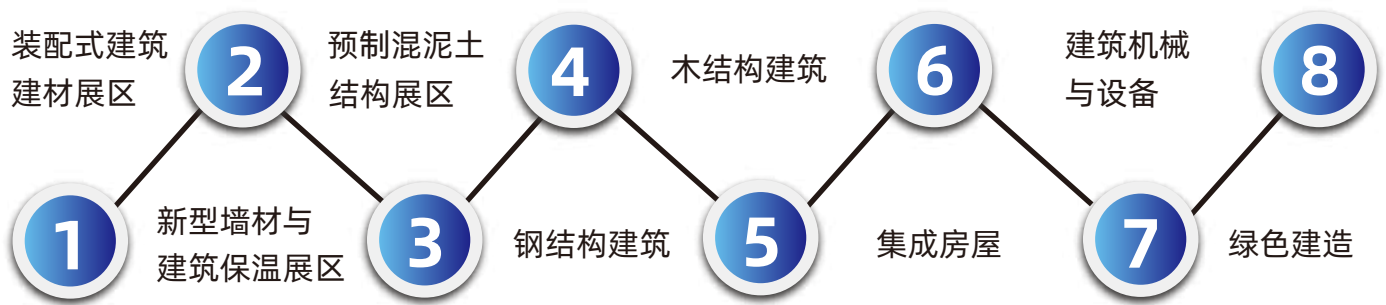 1
装配式建筑
建材展区
2
新型墙材与
建筑保温展区
3
预制混泥土
结构展区
4
钢结构建筑
5
木结构建筑
6
集成房屋
7
建筑机械
与设备
8
绿色建造